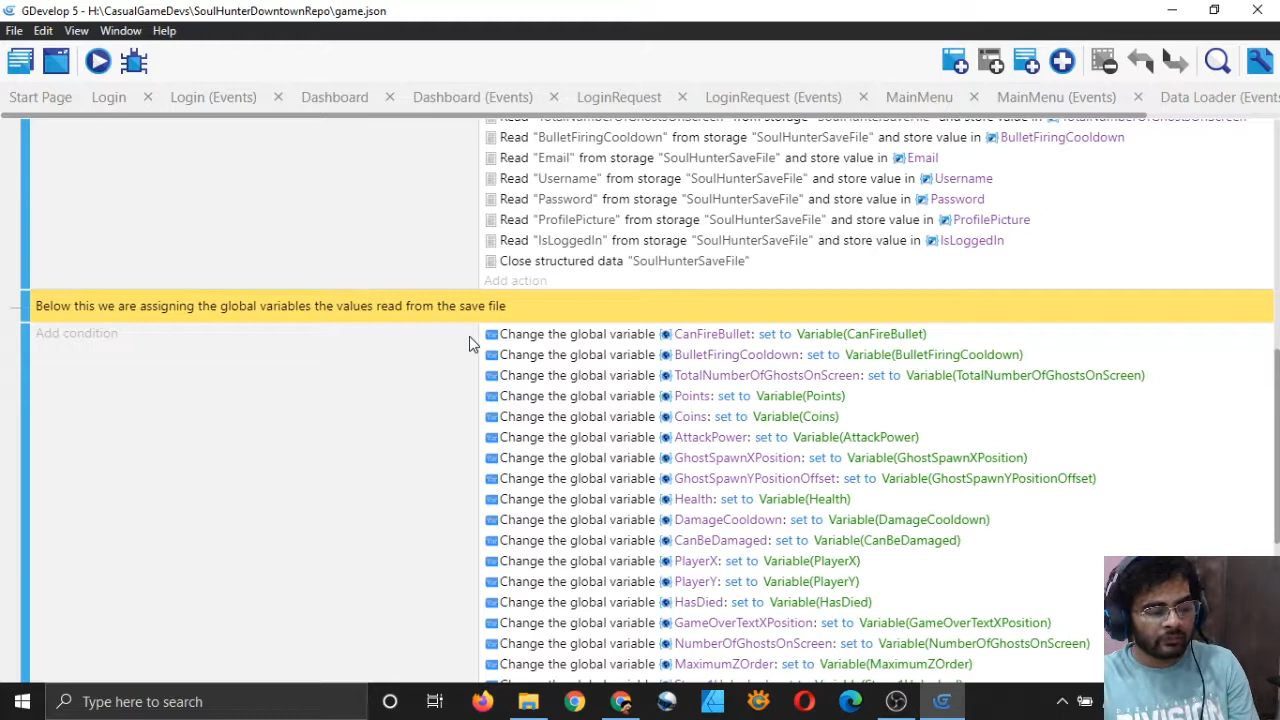 GDevelop 5 - H:\CasualGameDevs\SoulHunterDowntownRepo\game.json
File Edit View Window Help
Start Page Login Login (Events) Dashboard Dashboard (Events) LoginRequest LoginRequest (Events) MainMenu MainMenu (Events) Data Loader (Events
Read "TotalNumberOfGhostsOnScreen" from storage "SoulHunterSaveFile" and store value in TotalNumberOfGhostsOnScreen
Read "BulletFiringCooldown" from storage "SoulHunterSaveFile" and store value in BulletFiringCooldown
Read "Email" from storage "SoulHunterSaveFile" and store value in Email
Read "Username" from storage "SoulHunterSaveFile" and store value in Username
Read "Password" from storage "SoulHunterSaveFile" and store value in Password
Read "ProfilePicture" from storage "SoulHunterSaveFile" and store value in ProfilePicture
Read "IsLoggedIn" from storage "SoulHunterSaveFile" and store value in IsLoggedIn
Close structured data "SoulHunterSaveFile"
Add action
Below this we are assigning the global variables the values read from the save file
Add condition
Change the global variable CanFireBullet: set to Variable(CanFireBullet)
Change the global variable BulletFiringCooldown: set to Variable(BulletFiringCooldown)
Change the global variable TotalNumberOfGhostsOnScreen: set to Variable(TotalNumberOfGhostsOnScreen)
Change the global variable Points: set to Variable(Points)
Change the global variable Coins: set to Variable(Coins)
Change the global variable AttackPower: set to Variable(AttackPower)
Change the global variable GhostSpawnXPosition: set to Variable(GhostSpawnXPosition)
Change the global variable GhostSpawnYPositionOffset: set to Variable(GhostSpawnYPositionOffset)
Change the global variable Health: set to Variable(Health)
Change the global variable DamageCooldown: set to Variable(DamageCooldown)
Change the global variable CanBeDamaged: set to Variable(CanBeDamaged)
Change the global variable PlayerX: set to Variable(PlayerX)
Change the global variable PlayerY: set to Variable(PlayerY)
Change the global variable HasDied: set to Variable(HasDied)
Change the global variable GameOverTextXPosition: set to Variable(GameOverTextXPosition)
Change the global variable NumberOfGhostsOnScreen: set to Variable(NumberOfGhostsOnScreen)
Change the global variable MaximumZOrder: set to Variable(MaximumZOrder)
DIVISION
Type here to search